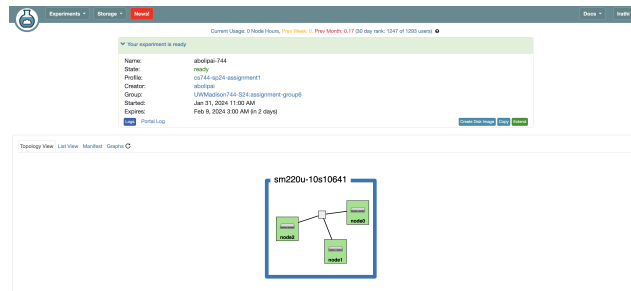 Experiments Storage News! Docs
Current Usage: 0 Node Hours, Prev Week: 0, Prev Month: 0.17 (30 day rank: 1247 of 1293 users)
Your experiment is ready
Name: abolipai-744
State: ready
Profile: cs744-sp24-assignment1
Creator: abolipai
Group: UWMadison744-S24:assignment-group6
Started: Jan 31, 2024 11:00 AM
Expires: Feb 9, 2024 3:00 AM (in 2 days)
Logs Portal Log Create Disk Image Copy Extend
Topology View List View Manifest Graphs
sm220u-10s10641
node0
node2
node1